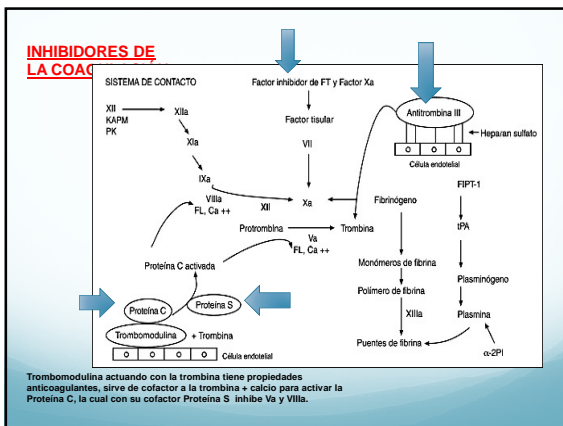 INHIBIDORES DE
LA
SISTEMA DE CONTACTO
Factor inhibidor de FT y Factor Xa
XII
KAPM
PK
XIIa
Factor tisular
Antitrombina III
Heparan sulfato
XIa
VII
Célula endotelial
IXa
FIPT-1
VIIIa
FL, Ca ++
XII
Xa
Fibrinógeno
Protrombina
Trombina
tPA
Va
FL, Ca ++
Proteína C activada
Monómeros de fibrina
Plasminógeno
Polímero de fibrina
Proteína C
Proteína S
XIIIa
Plasmina
Trombomodulina
+ Trombina
Puentes de fibrina
α-2PI
Célula endotelial
Trombomodulina actuando con la trombina tiene propiedades
anticoagulantes, sirve de cofactor a la trombina + calcio para activar la
Proteína C, la cual con su cofactor Proteína S inhibe Va y VIIIa.